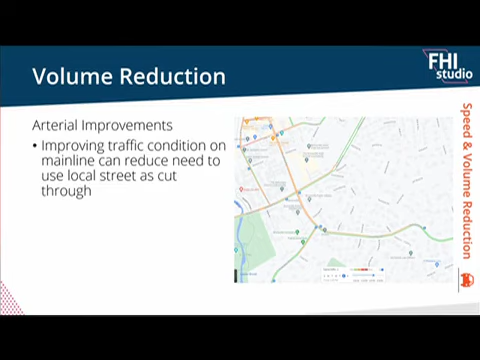 FHI
studio
Volume Reduction
Arterial Improvements
• Improving traffic condition on
mainline can reduce need to
use local street as cut
through
Speed & Volume Reduction